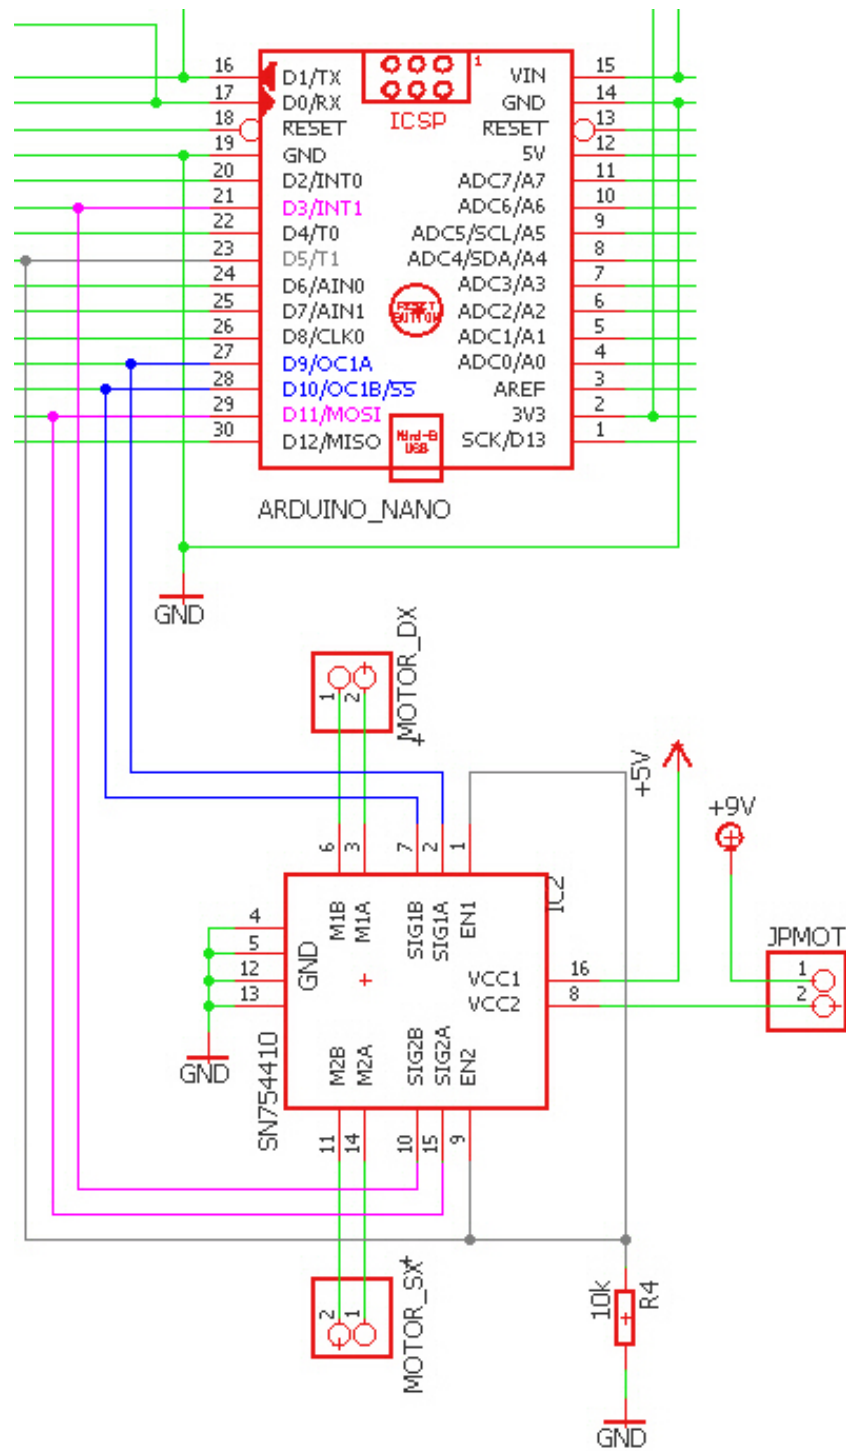 16 D1/TX
17 D0/RX
18 RESET
19 GND
20 D2/INT0
21 D3/INT1
22 D4/T0
23 D5/T1
24 D6/AIN0
25 D7/AIN1
26 D8/CLK0
27 D9/OC1A
28 D10/OC1B/SS
29 D11/MOSI
30 D12/MISO
1
ICSP
RESET
BUTTON
USB
VIN 15
GND 14
RESET 13
5V 12
ADC7/A7 11
ADC6/A6 10
ADC5/SCL/A5 9
ADC4/SDA/A4 8
ADC3/A3 7
ADC2/A2 6
ADC1/A1 5
ADC0/A0 4
AREF 3
3V3 2
SCK/D13 1
ARDUINO_NANO
GND
MOTOR_DX
+
1 2
+5V
+9V
6 3 7 2 1
M1B M1A SIG1B SIG1A EN1
IC2
4
5
12
13
GND
VCC1 16
VCC2 8
JPMOT
1
2
GND
SN754410
M2B M2A SIG2B SIG2A EN2
11 14 10 15 9
2 1
MOTOR_SX
+
10k
R4
GND